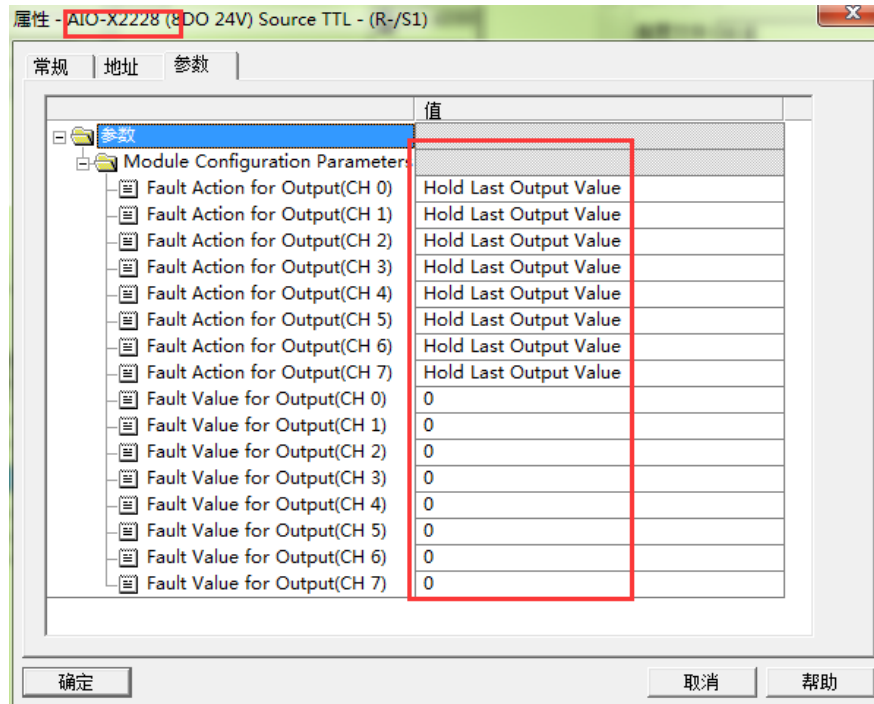 属性 - AIO-X2228 (8DO 24V) Source TTL - (R-/S1)
常规 地址 参数
值
参数
Module Configuration Parameters
Fault Action for Output(CH 0) Hold Last Output Value
Fault Action for Output(CH 1) Hold Last Output Value
Fault Action for Output(CH 2) Hold Last Output Value
Fault Action for Output(CH 3) Hold Last Output Value
Fault Action for Output(CH 4) Hold Last Output Value
Fault Action for Output(CH 5) Hold Last Output Value
Fault Action for Output(CH 6) Hold Last Output Value
Fault Action for Output(CH 7) Hold Last Output Value
Fault Value for Output(CH 0) 0
Fault Value for Output(CH 1) 0
Fault Value for Output(CH 2) 0
Fault Value for Output(CH 3) 0
Fault Value for Output(CH 4) 0
Fault Value for Output(CH 5) 0
Fault Value for Output(CH 6) 0
Fault Value for Output(CH 7) 0
确定 取消 帮助